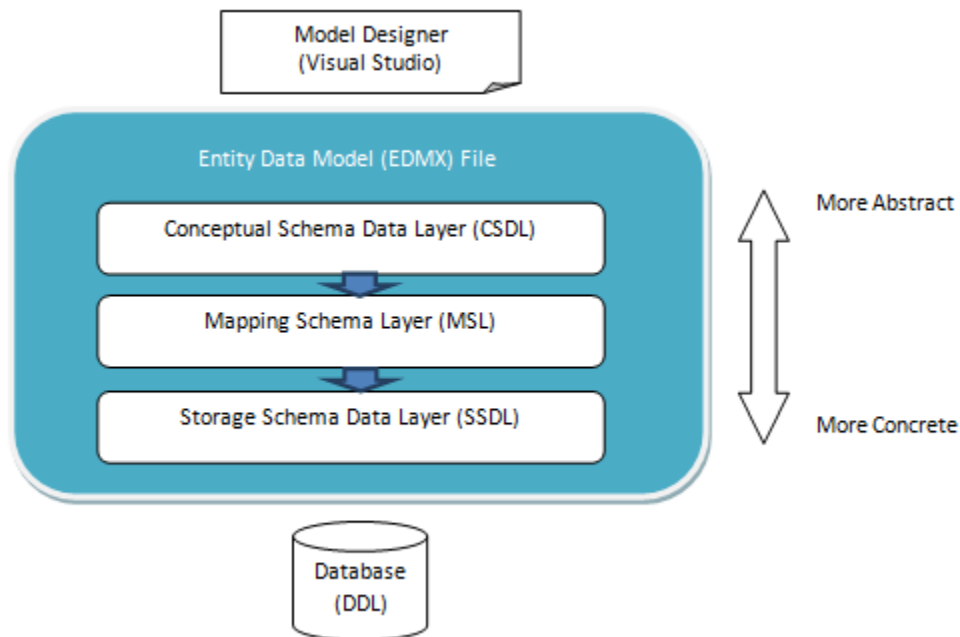 Model Designer
(Visual Studio)
Entity Data Model (EDMX) File
Conceptual Schema Data Layer (CSDL)
Mapping Schema Layer (MSL)
Storage Schema Data Layer (SSDL)
More Abstract
More Concrete
Database
(DDL)